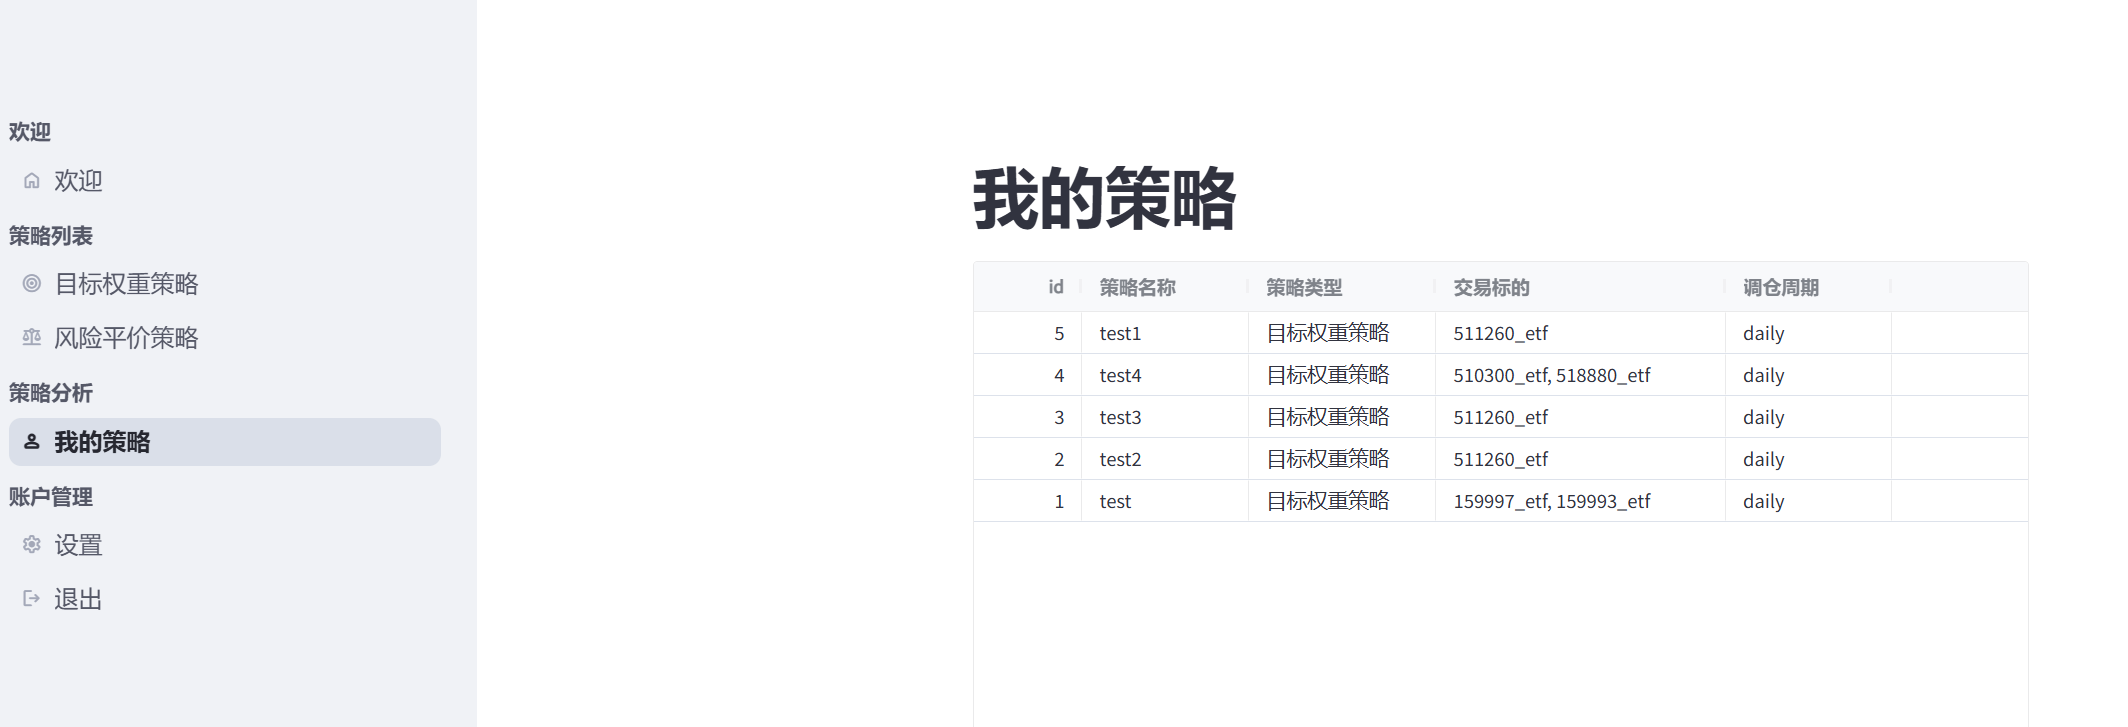 欢迎
欢迎
策略列表
目标权重策略
风险平价策略
策略分析
我的策略
账户管理
设置
退出
我的策略
id 策略名称 策略类型 交易标的 调仓周期
5 test1 目标权重策略 511260_etf daily
4 test4 目标权重策略 510300_etf, 518880_etf daily
3 test3 目标权重策略 511260_etf daily
2 test2 目标权重策略 511260_etf daily
1 test 目标权重策略 159997_etf, 159993_etf daily